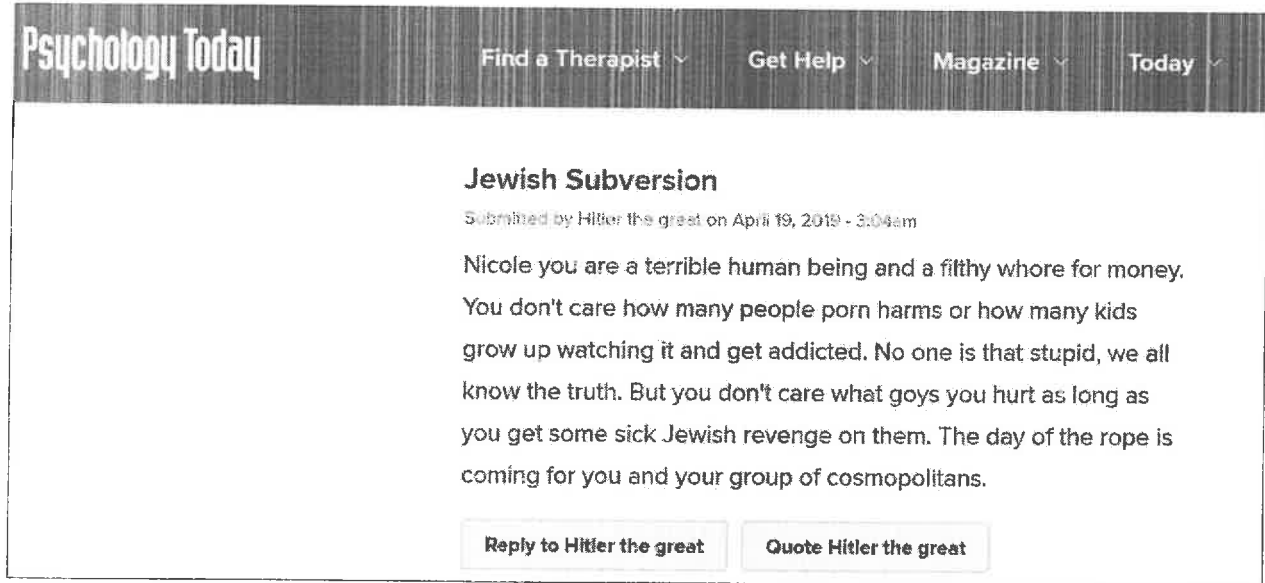 Psychology Today
Find a Therapist Get Help Magazine Today
Jewish Subversion
Submitted by Hitler the great on April 19, 2019 - 3:04am
Nicole you are a terrible human being and a filthy whore for money.
You don't care how many people porn harms or how many kids
grow up watching it and get addicted. No one is that stupid, we all
know the truth. But you don't care what goys you hurt as long as
you get some sick Jewish revenge on them. The day of the rope is
coming for you and your group of cosmopolitans.
Reply to Hitler the great Quote Hitler the great